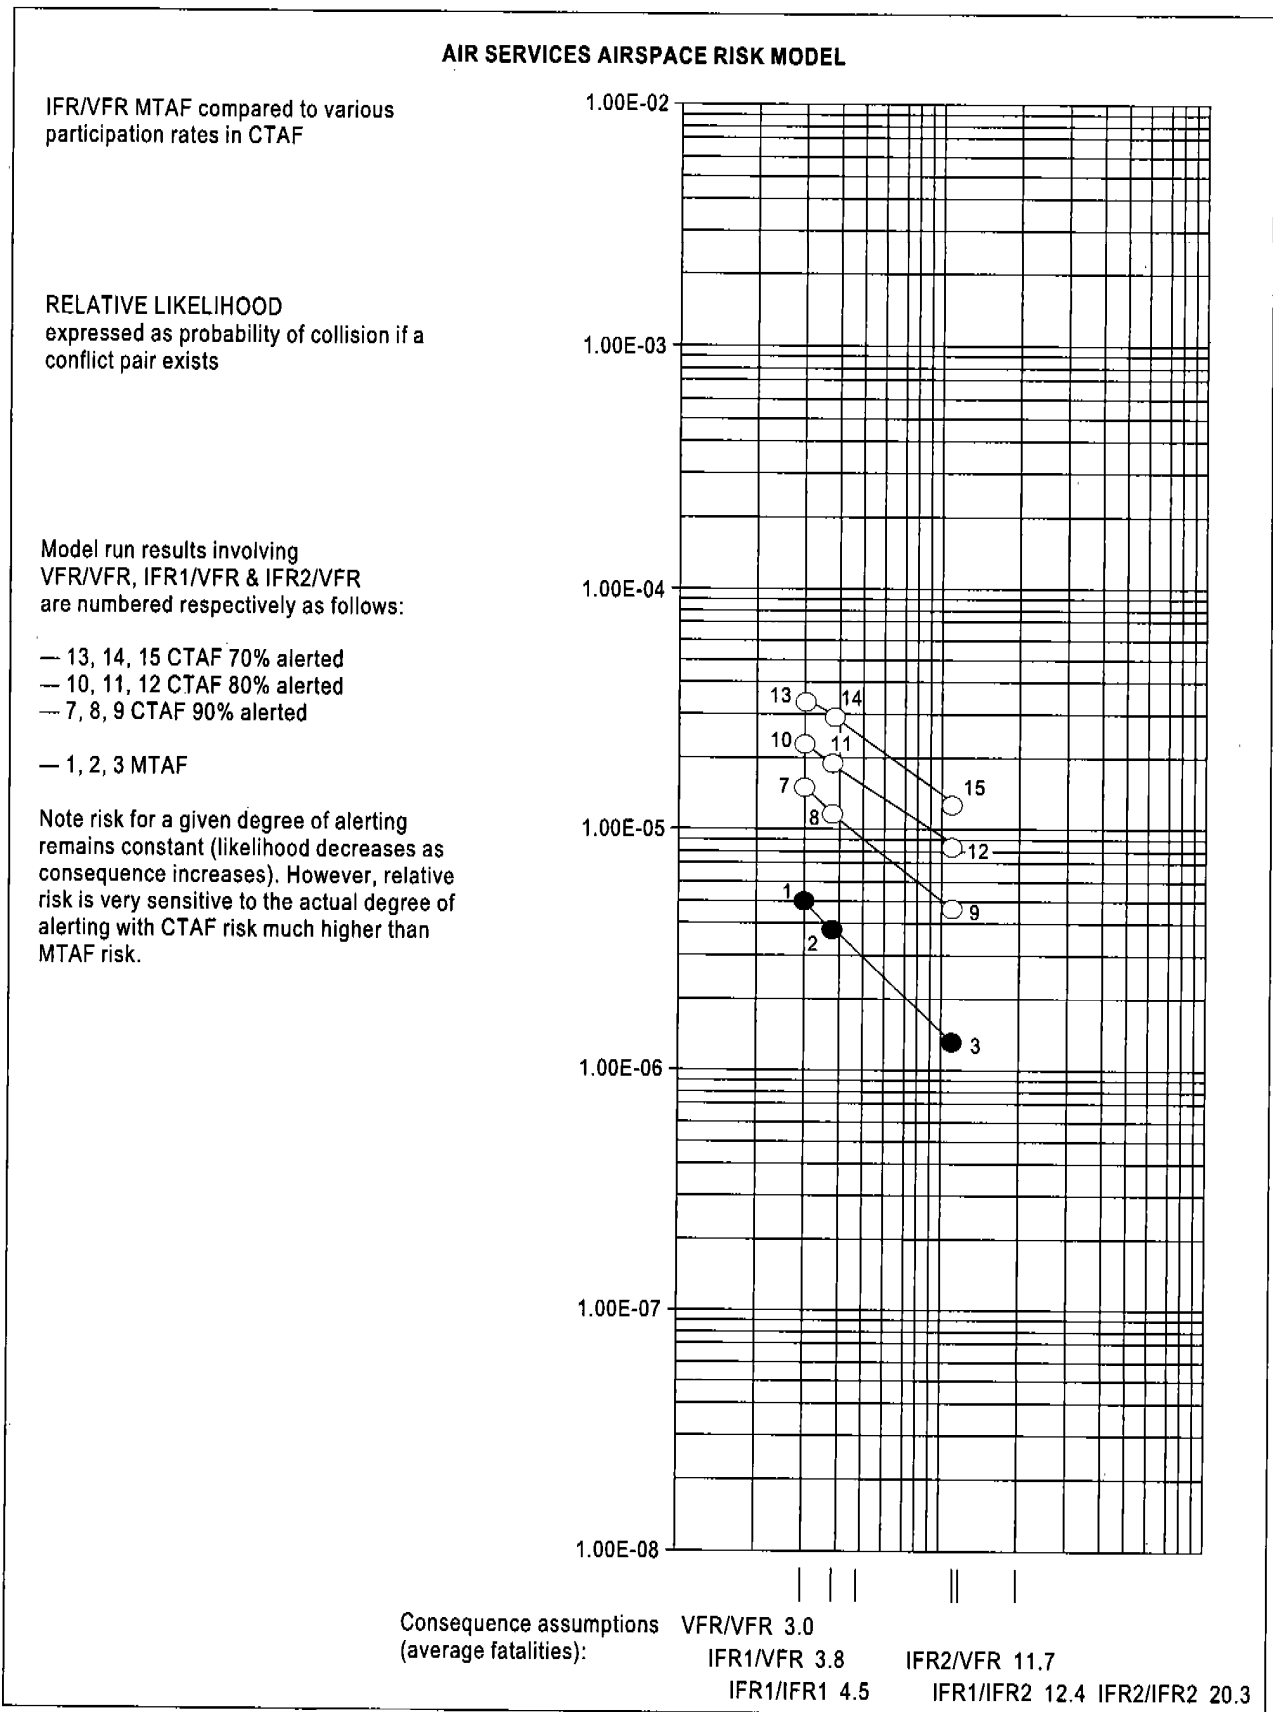 AIR SERVICES AIRSPACE RISK MODEL
IFR/VFR MTAF compared to various
participation rates in CTAF
RELATIVE LIKELIHOOD
expressed as probability of collision if a
conflict pair exists
Model run results involving
VFR/VFR, IFR1/VFR & IFR2/VFR
are numbered respectively as follows:
— 13, 14, 15 CTAF 70% alerted
— 10, 11, 12 CTAF 80% alerted
— 7, 8, 9 CTAF 90% alerted
— 1, 2, 3 MTAF
Note risk for a given degree of alerting
remains constant (likelihood decreases as
consequence increases). However, relative
risk is very sensitive to the actual degree of
alerting with CTAF risk much higher than
MTAF risk.
1.00E-02
1.00E-03
1.00E-04
1.00E-05
1.00E-06
1.00E-07
1.00E-08
13
14
10
11
15
7
8
12
1
9
2
3
Consequence assumptions VFR/VFR 3.0
(average fatalities):
IFR1/VFR 3.8 IFR2/VFR 11.7
IFR1/IFR1 4.5 IFR1/IFR2 12.4 IFR2/IFR2 20.3